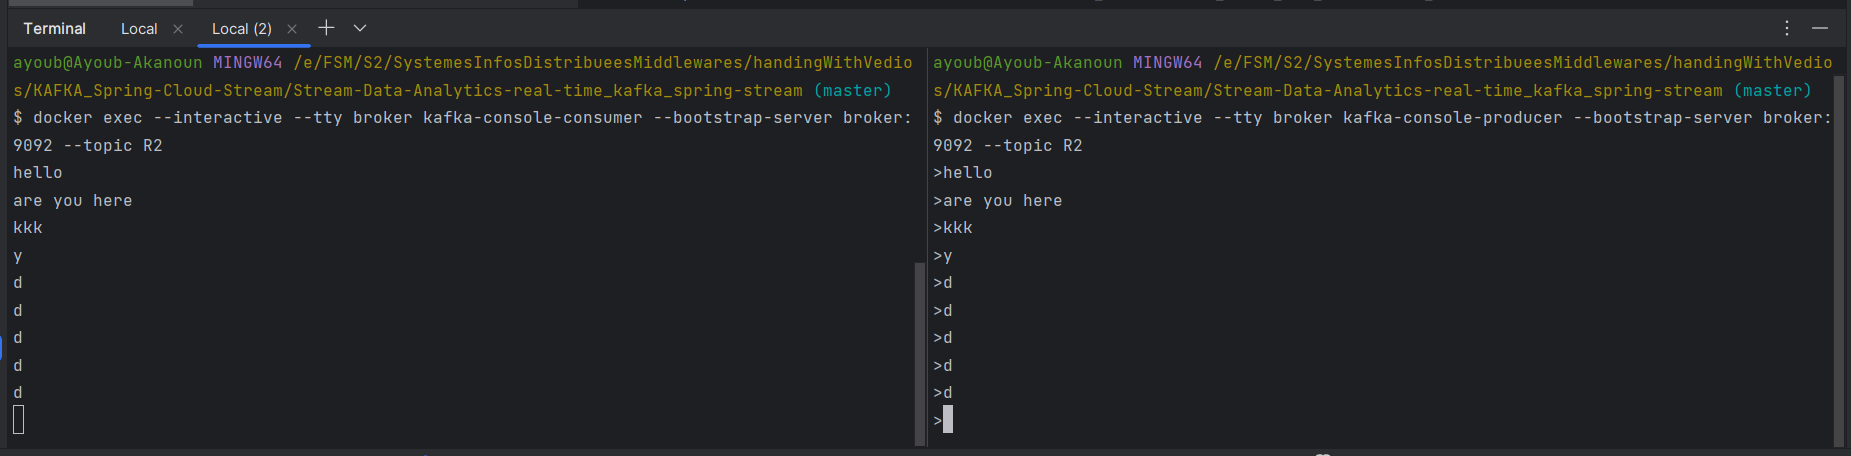 Terminal Local Local (2)
ayoub@Ayoub-Akanoun MINGW64 /e/FSM/S2/SystemesInfosDistribueesMiddlewares/handingWithVedio
s/KAFKA_Spring-Cloud-Stream/Stream-Data-Analytics-real-time_kafka_spring-stream (master)
$ docker exec --interactive --tty broker kafka-console-consumer --bootstrap-server broker:
9092 --topic R2
hello
are you here
kkk
y
d
d
d
d
d
ayoub@Ayoub-Akanoun MINGW64 /e/FSM/S2/SystemesInfosDistribueesMiddlewares/handingWithVedio
s/KAFKA_Spring-Cloud-Stream/Stream-Data-Analytics-real-time_kafka_spring-stream (master)
$ docker exec --interactive --tty broker kafka-console-producer --bootstrap-server broker:
9092 --topic R2
>hello
>are you here
>kkk
>y
>d
>d
>d
>d
>d
>